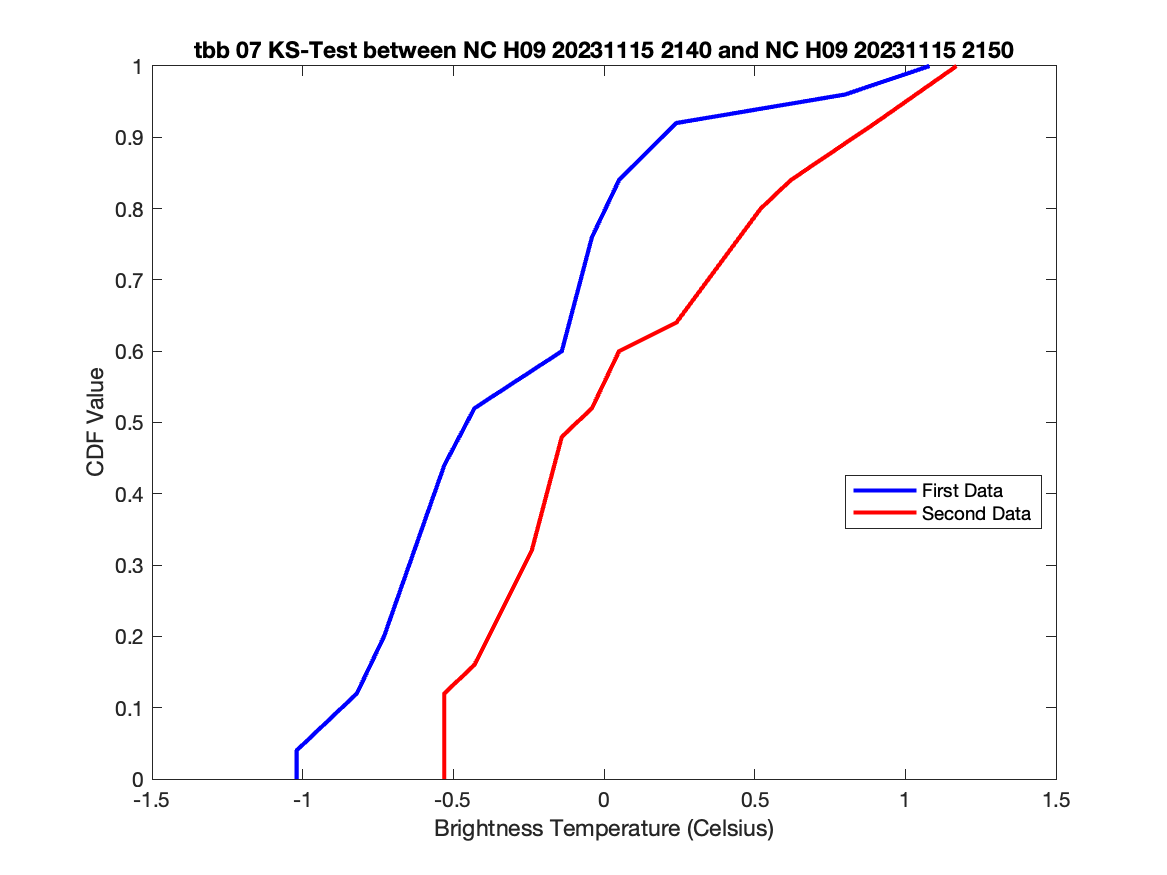 tbb 07 KS-Test between NC H09 20231115 2140 and NC H09 20231115 2150
1
0.9
0.8
0.7
0.6
0.5
0.4
0.3
0.2
0.1
0
CDF Value
First Data
Second Data
-1.5 -1 -0.5 0 0.5 1 1.5
Brightness Temperature (Celsius)